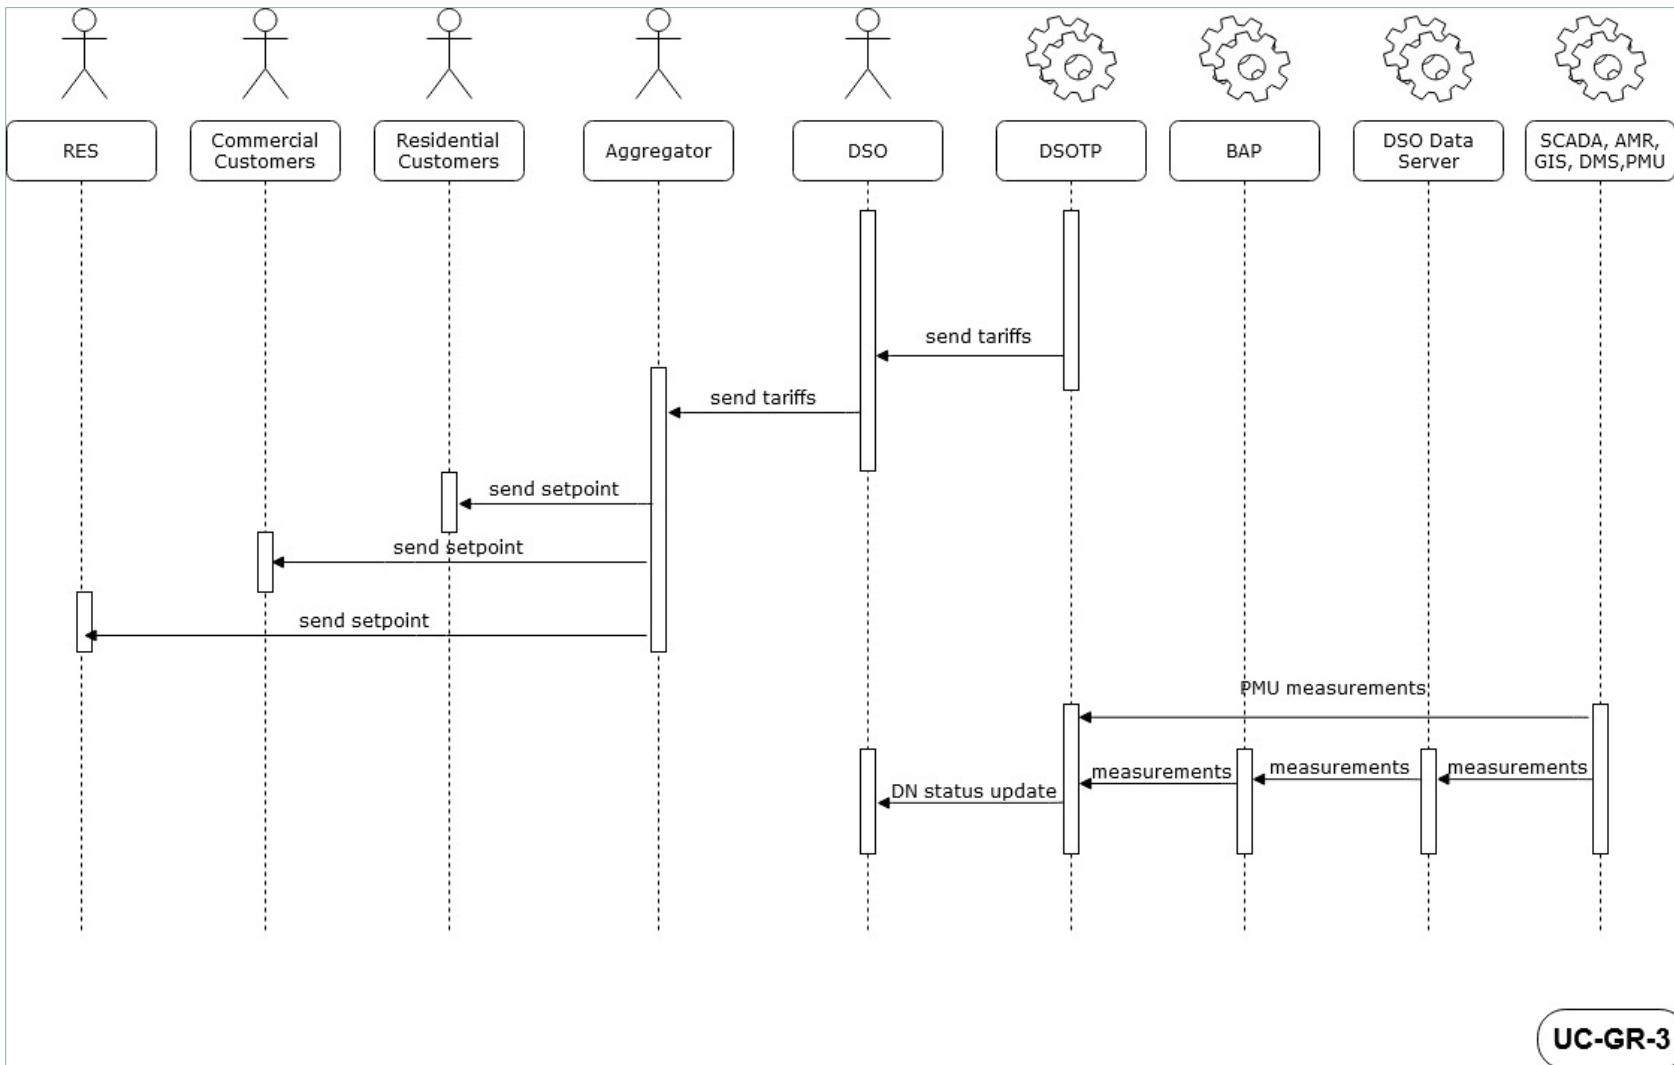 RES
Commercial
Customers
Residential
Customers
Aggregator
DSO
DSOTP
BAP
DSO Data
Server
SCADA, AMR,
GIS, DMS,PMU
send tariffs
send tariffs
send setpoint
send setpoint
send setpoint
PMU measurements
measurements
measurements
measurements
DN status update
UC-GR-3